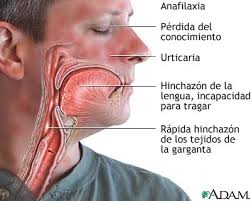 Anafilaxia
Pérdida del
conocimiento
Urticaria
Hinchazón de la
lengua, incapacidad
para tragar
Rápida hinchazón
de los tejidos de
la garganta
ADAM